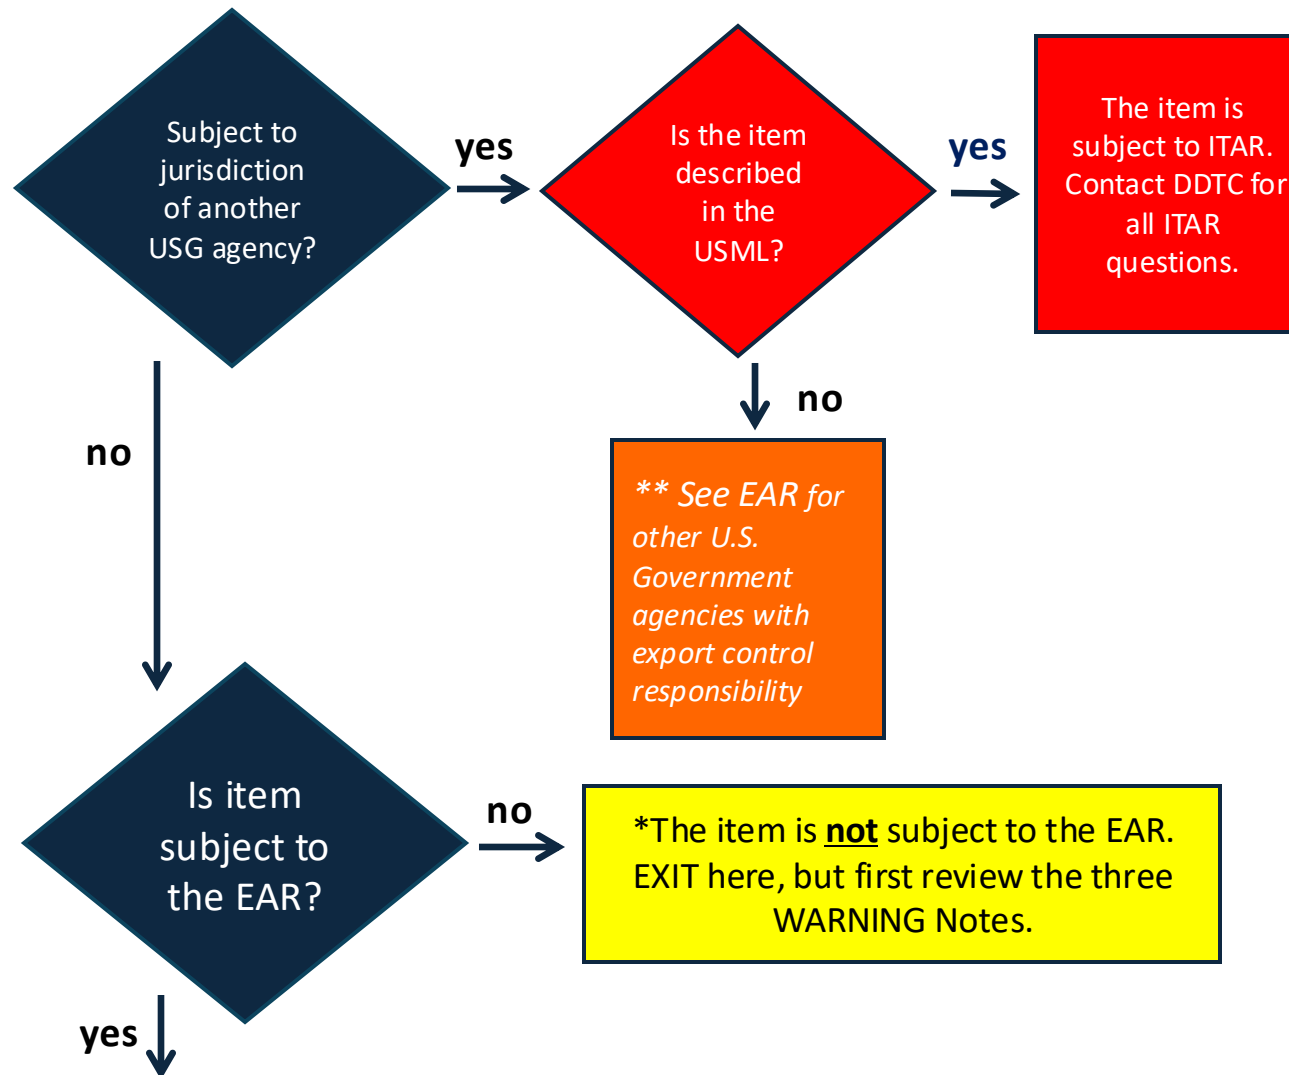 Subject to
jurisdiction
of another
USG agency?
yes
Is the item
described
in the
USML?
yes
The item is
subject to ITAR.
Contact DDTC for
all ITAR
questions.
no
** See EAR for
other U.S.
Government
agencies with
export control
responsibility
no
Is item
subject to
the EAR?
no
*The item is not subject to the EAR.
EXIT here, but first review the three
WARNING Notes.
yes